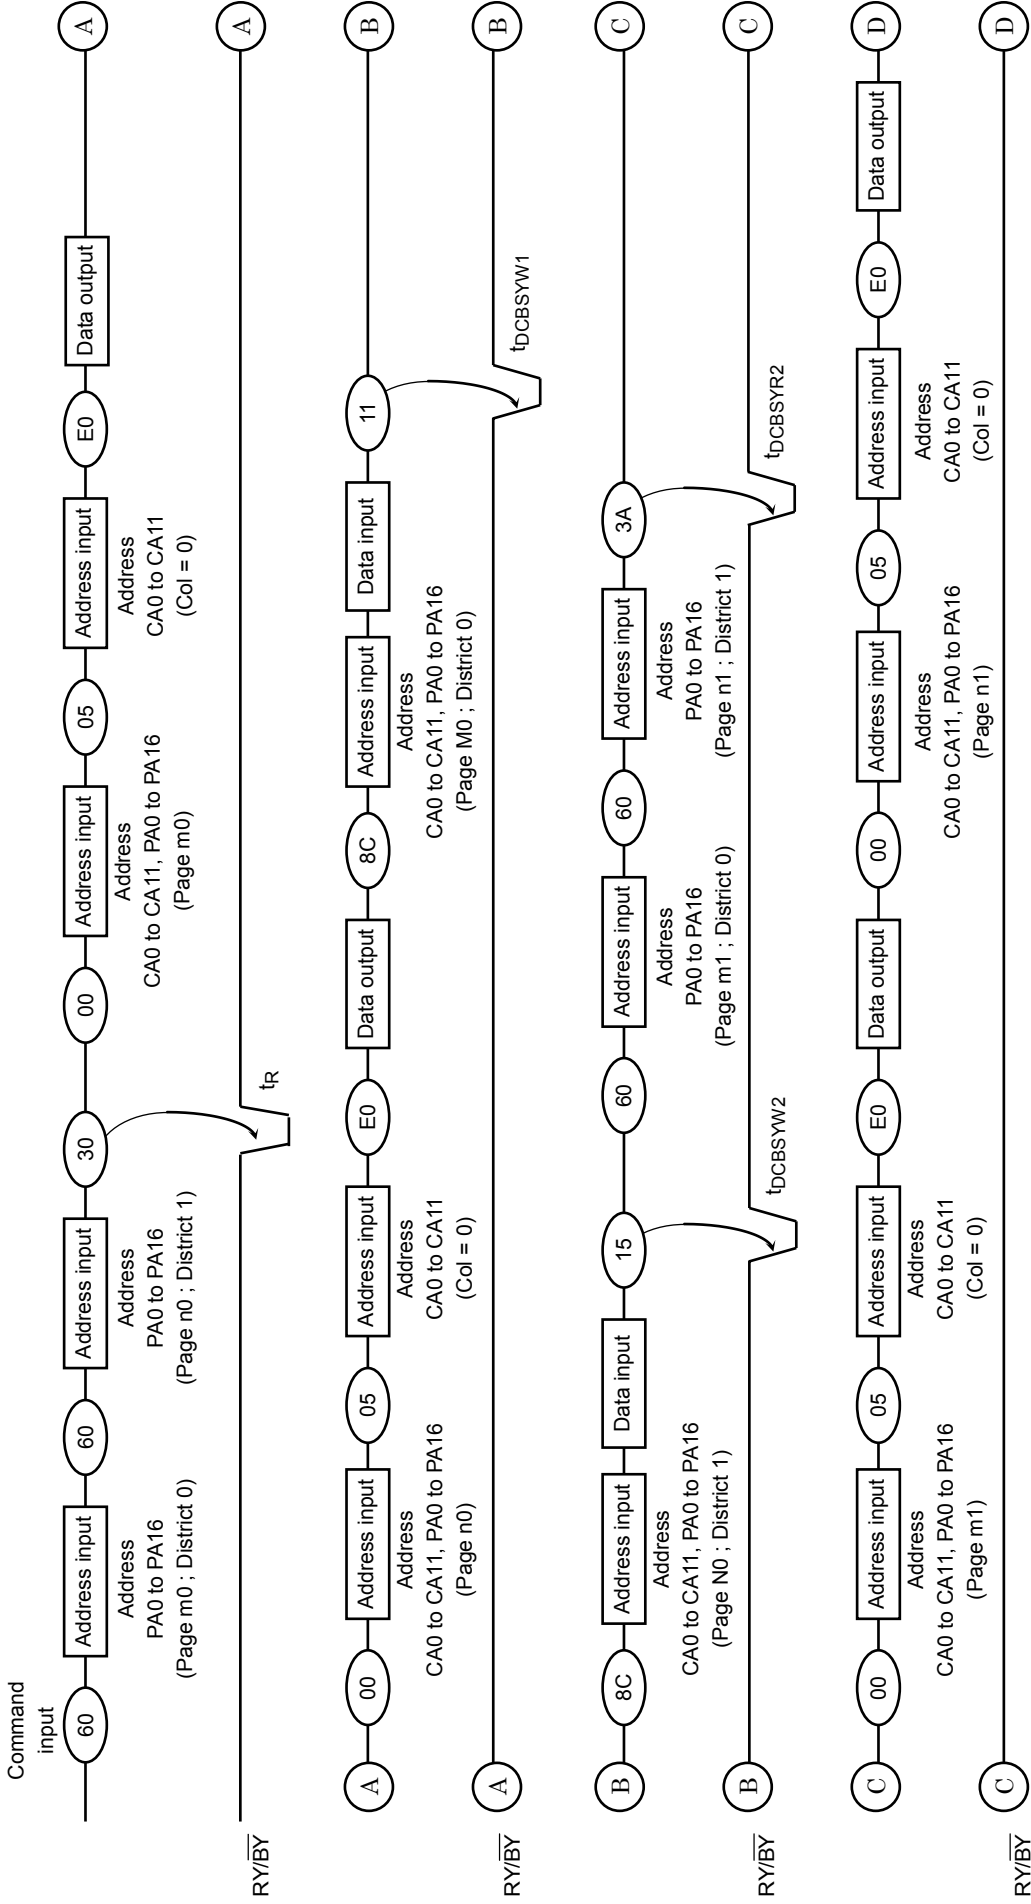 Command
input
60
Address input
60
Address input
30
00
Address input
05
Address input
E0
Data output
A
Address
PA0 to PA16
(Page m0 ; District 0)
Address
PA0 to PA16
(Page n0 ; District 1)
Address
CA0 to CA11, PA0 to PA16
(Page m0)
Address
CA0 to CA11
(Col = 0)
RY/BY
tR
A
A
00
Address input
05
Address input
E0
Data output
8C
Address input
Data input
11
B
Address
CA0 to CA11, PA0 to PA16
(Page n0)
Address
CA0 to CA11
(Col = 0)
Address
CA0 to CA11, PA0 to PA16
(Page M0 ; District 0)
RY/BY
A
tDCBSYW1
B
B
8C
Address input
Data input
15
60
Address input
60
Address input
3A
C
Address
CA0 to CA11, PA0 to PA16
(Page N0 ; District 1)
Address
PA0 to PA16
(Page m1 ; District 0)
Address
PA0 to PA16
(Page n1 ; District 1)
RY/BY
B
tDCBSYW2
tDCBSYR2
C
C
00
Address input
05
Address input
E0
Data output
00
Address input
05
Address input
E0
Data output
D
Address
CA0 to CA11, PA0 to PA16
(Page m1)
Address
CA0 to CA11
(Col = 0)
Address
CA0 to CA11, PA0 to PA16
(Page n1)
Address
CA0 to CA11
(Col = 0)
RY/BY
C
D